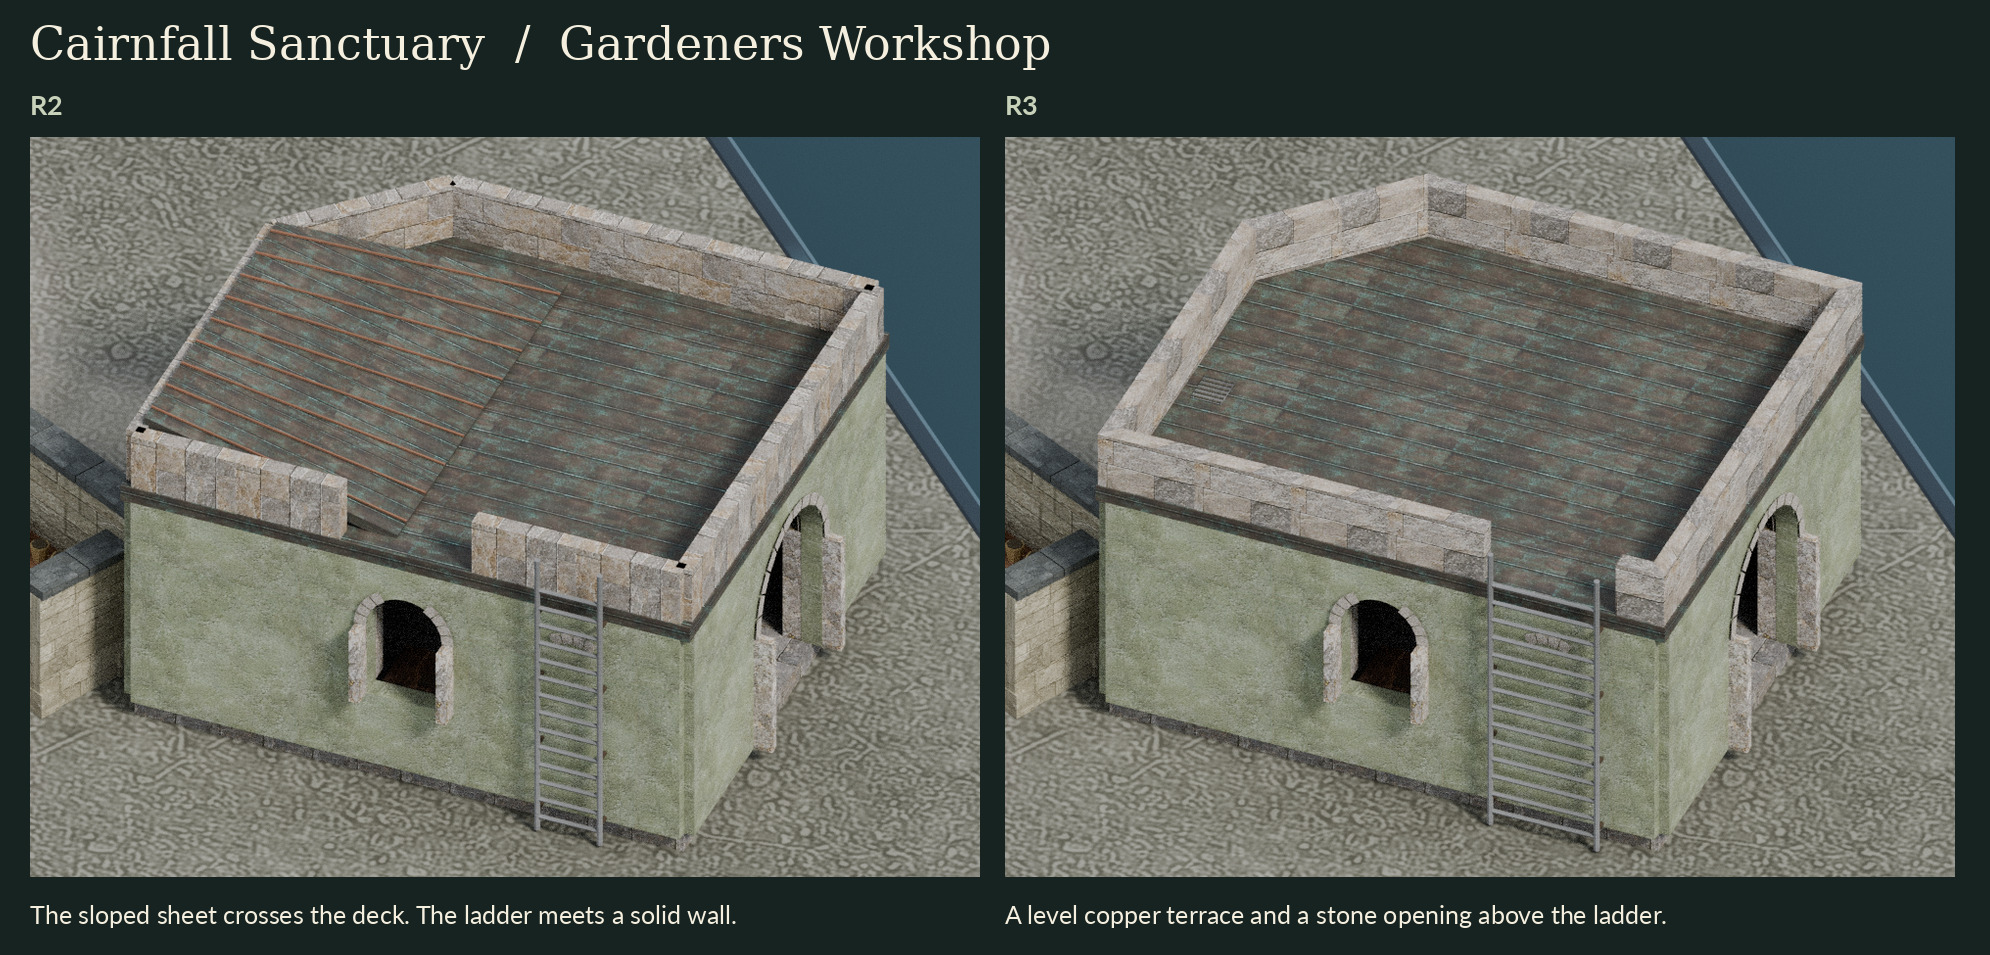 Cairnfall Sanctuary / Gardeners Workshop
R2
R3
The sloped sheet crosses the deck. The ladder meets a solid wall.
A level copper terrace and a stone opening above the ladder.